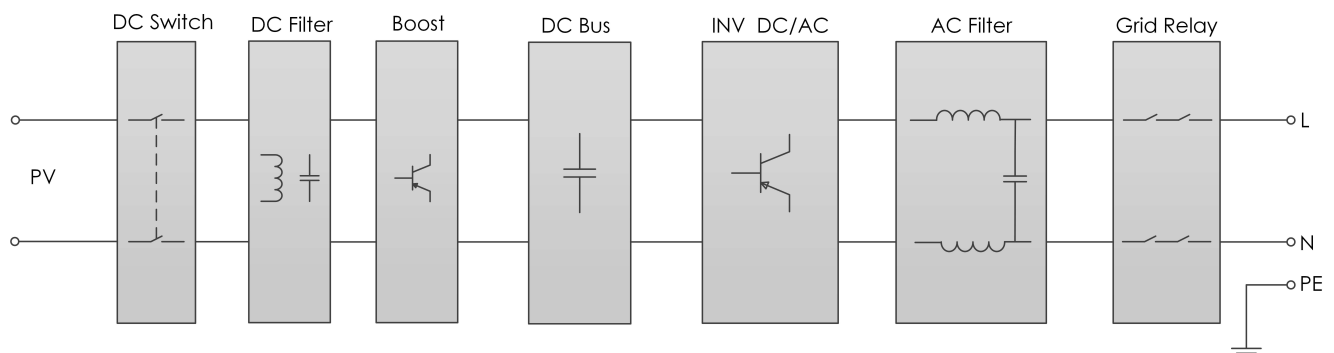 DC Switch
DC Filter
Boost
DC Bus
INV DC/AC
AC Filter
Grid Relay
L
PV
N
PE